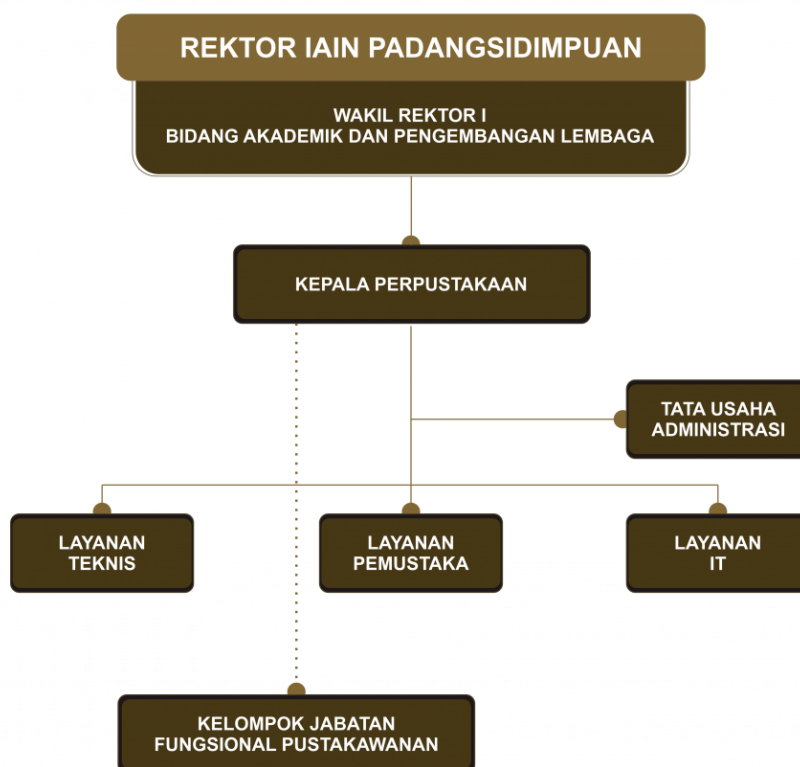 REKTOR IAIN PADANGSIDIMPUAN
WAKIL REKTOR I
BIDANG AKADEMIK DAN PENGEMBANGAN LEMBAGA
KEPALA PERPUSTAKAAN
TATA USAHA
ADMINISTRASI
LAYANAN
TEKNIS
LAYANAN
PEMUSTAKA
LAYANAN
IT
KELOMPOK JABATAN
FUNGSIONAL PUSTAKAWANAN